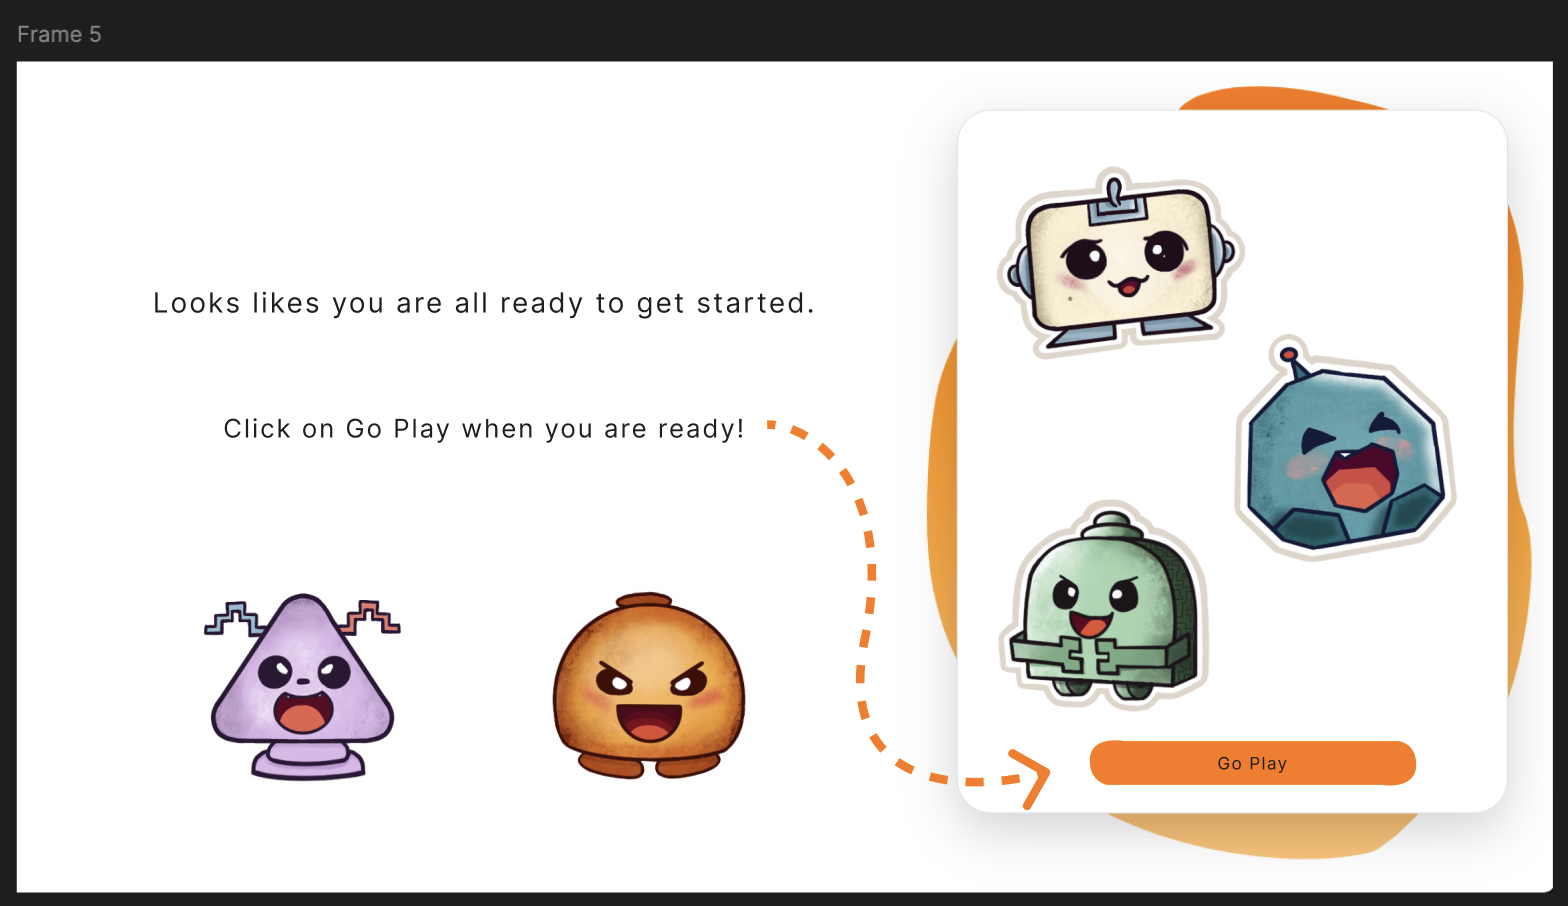 Frame 5
Looks likes you are all ready to get started.
Click on Go Play when you are ready!
Go Play